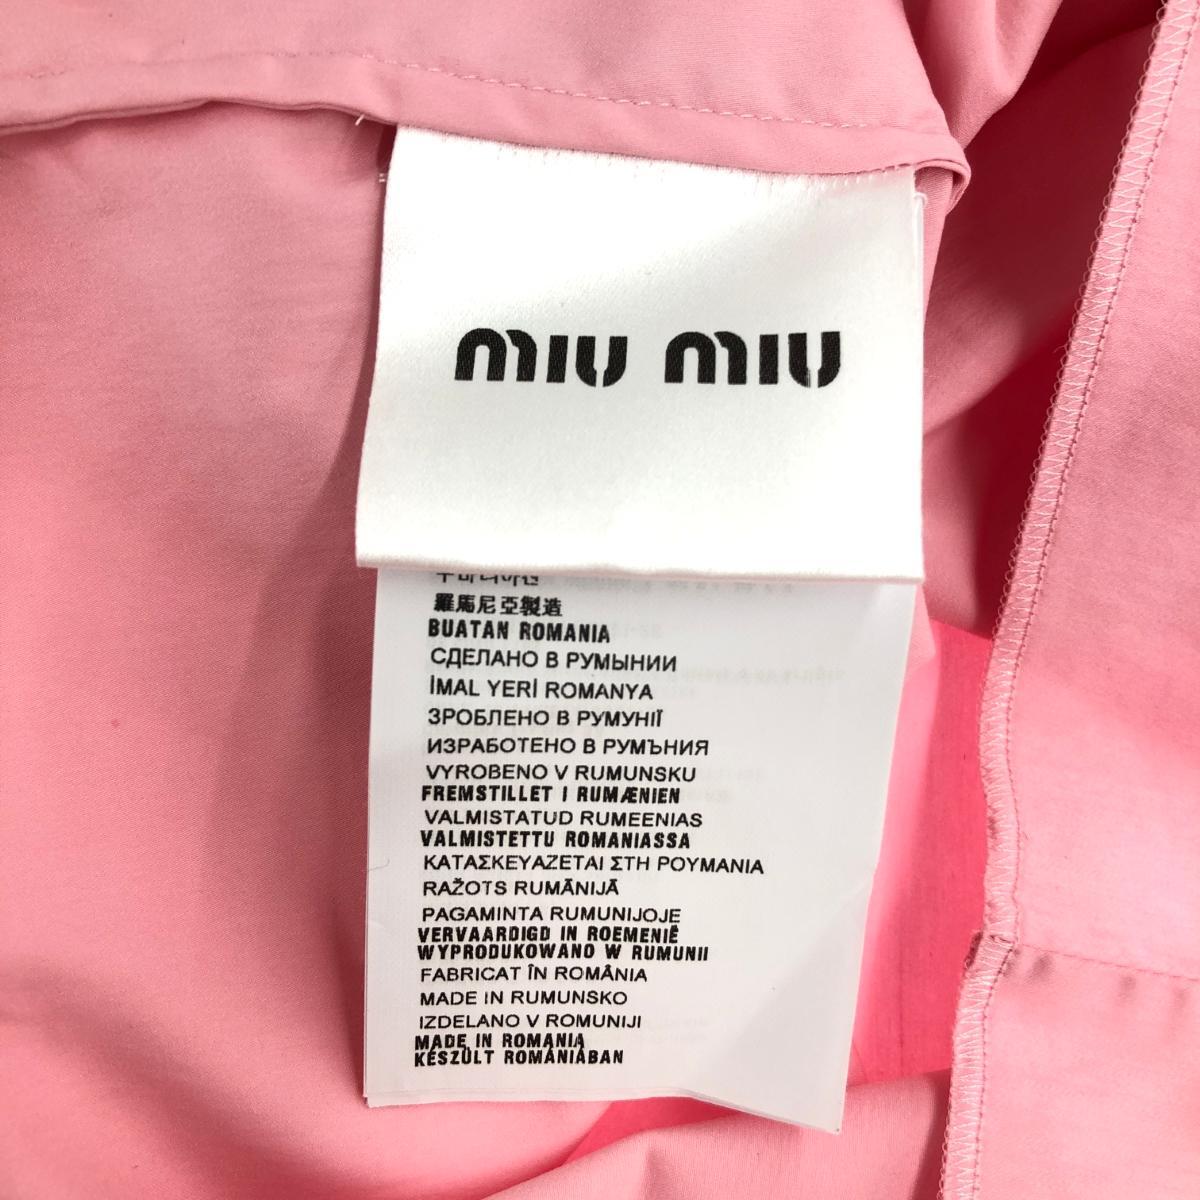 miu miu
羅馬尼亞製造
BUATAN ROMANIA
СДЕЛАНО В РУМЫНИИ
İMAL YERİ ROMANYA
ЗРОБЛЕНО В РУМУНІЇ
ИЗРАБОТЕНО В РУМЪНИЯ
VYROBENO V RUMUNSKU
FREMSTILLET I RUMÆNIEN
VALMISTATUD RUMEENIAS
VALMISTETTU ROMANIASSA
ΚΑΤΑΣΚΕΥΑΖΕΤΑΙ ΣΤΗ ΡΟΥΜΑΝΙΑ
RAŽOTS RUMĀNIJĀ
PAGAMINTA RUMUNIJOJE
VERVAARDIGD IN ROEMENIË
WYPRODUKOWANO W RUMUNII
FABRICAT ÎN ROMÂNIA
MADE IN RUMUNSKO
IZDELANO V ROMUNIJI
MADE IN ROMANIA
KÉSZÜLT ROMÁNIÁBAN